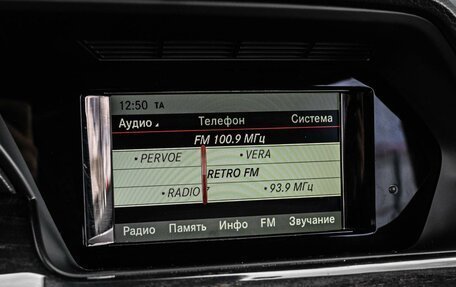 12:50 TA
Аудио Телефон Система
FM 100.9 МГц
• PERVOE • VERA
RETRO FM
• RADIO 7 • 93.9 МГц
Радио Память Инфо FM Звучание